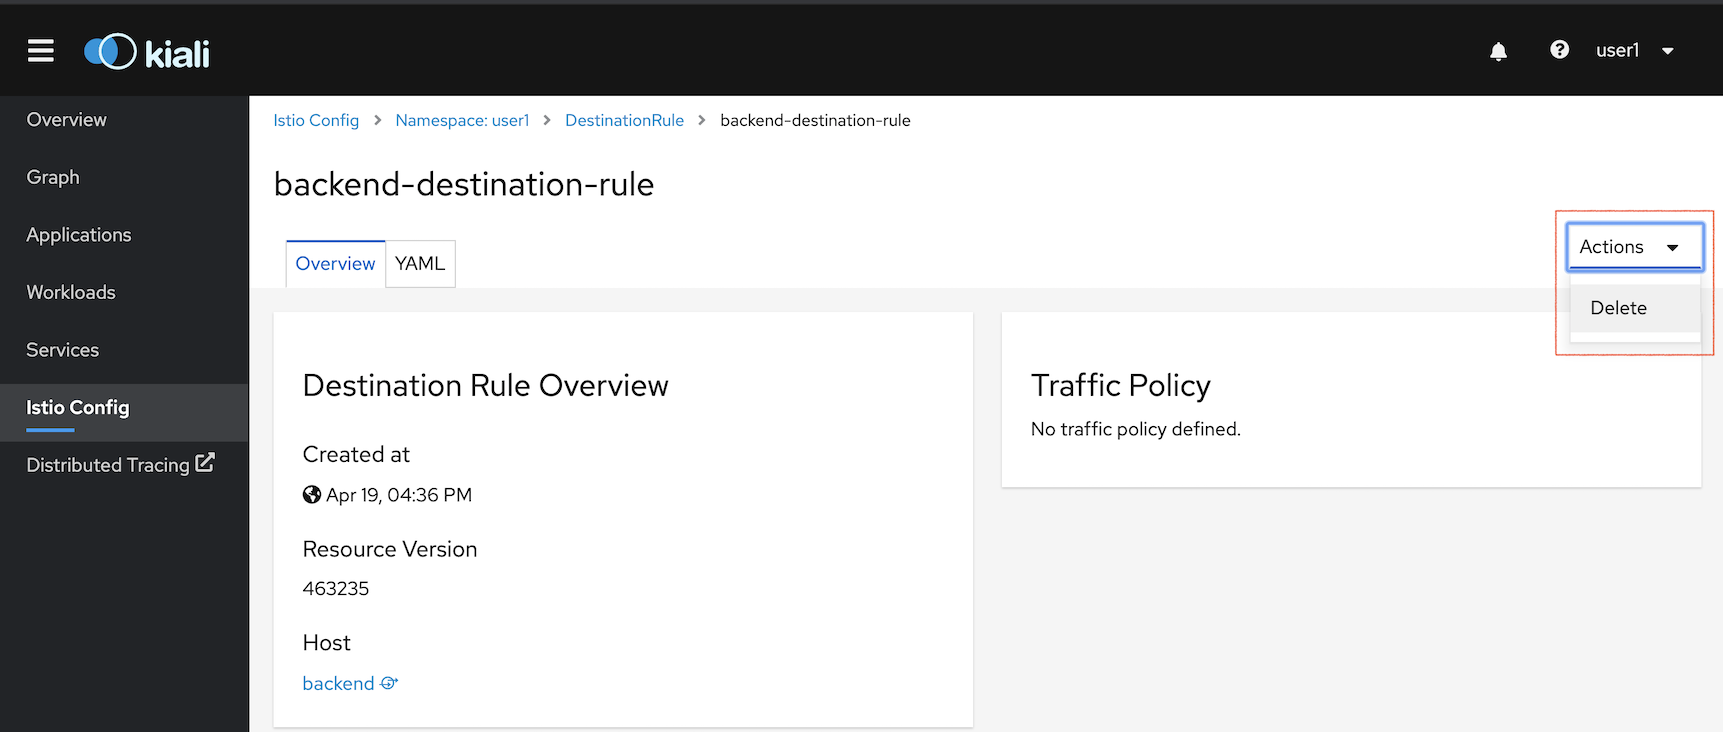 kiali
user1
Overview
Graph
Applications
Workloads
Services
Istio Config
Distributed Tracing
Istio Config > Namespace: user1 > DestinationRule > backend-destination-rule
backend-destination-rule
Overview YAML
Actions
Delete
Destination Rule Overview
Created at
Apr 19, 04:36 PM
Resource Version
463235
Host
backend
Traffic Policy
No traffic policy defined.